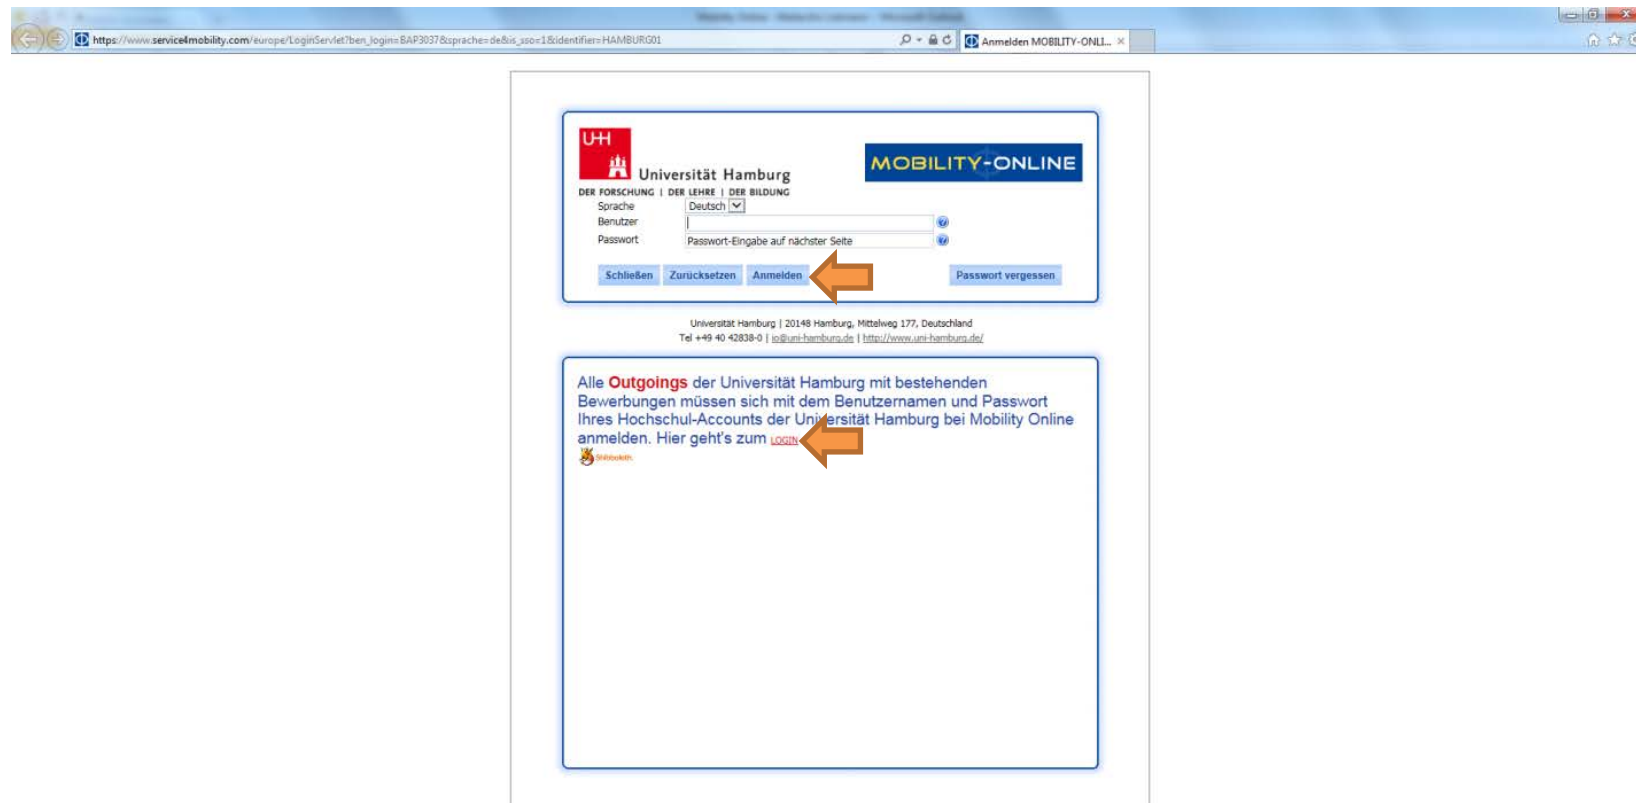 https://www.service4mobility.com/europe/LoginServlet?ben_login=BAP3037&sprache=de&is_sso=1&identifier=HAMBURG01
Anmelden MOBILITY-ONLI...
UH
Universität Hamburg
DER FORSCHUNG | DER LEHRE | DER BILDUNG
MOBILITY-ONLINE
Sprache Deutsch
Benutzer
Passwort Passwort-Eingabe auf nächster Seite
Schließen Zurücksetzen Anmelden Passwort vergessen
Universität Hamburg | 20148 Hamburg, Mittelweg 177, Deutschland
Tel +49 40 42838-0 | io@uni-hamburg.de | http://www.uni-hamburg.de/
Alle Outgoings der Universität Hamburg mit bestehenden
Bewerbungen müssen sich mit dem Benutzernamen und Passwort
Ihres Hochschul-Accounts der Universität Hamburg bei Mobility Online
anmelden. Hier geht's zum LOGIN
Shibboleth.